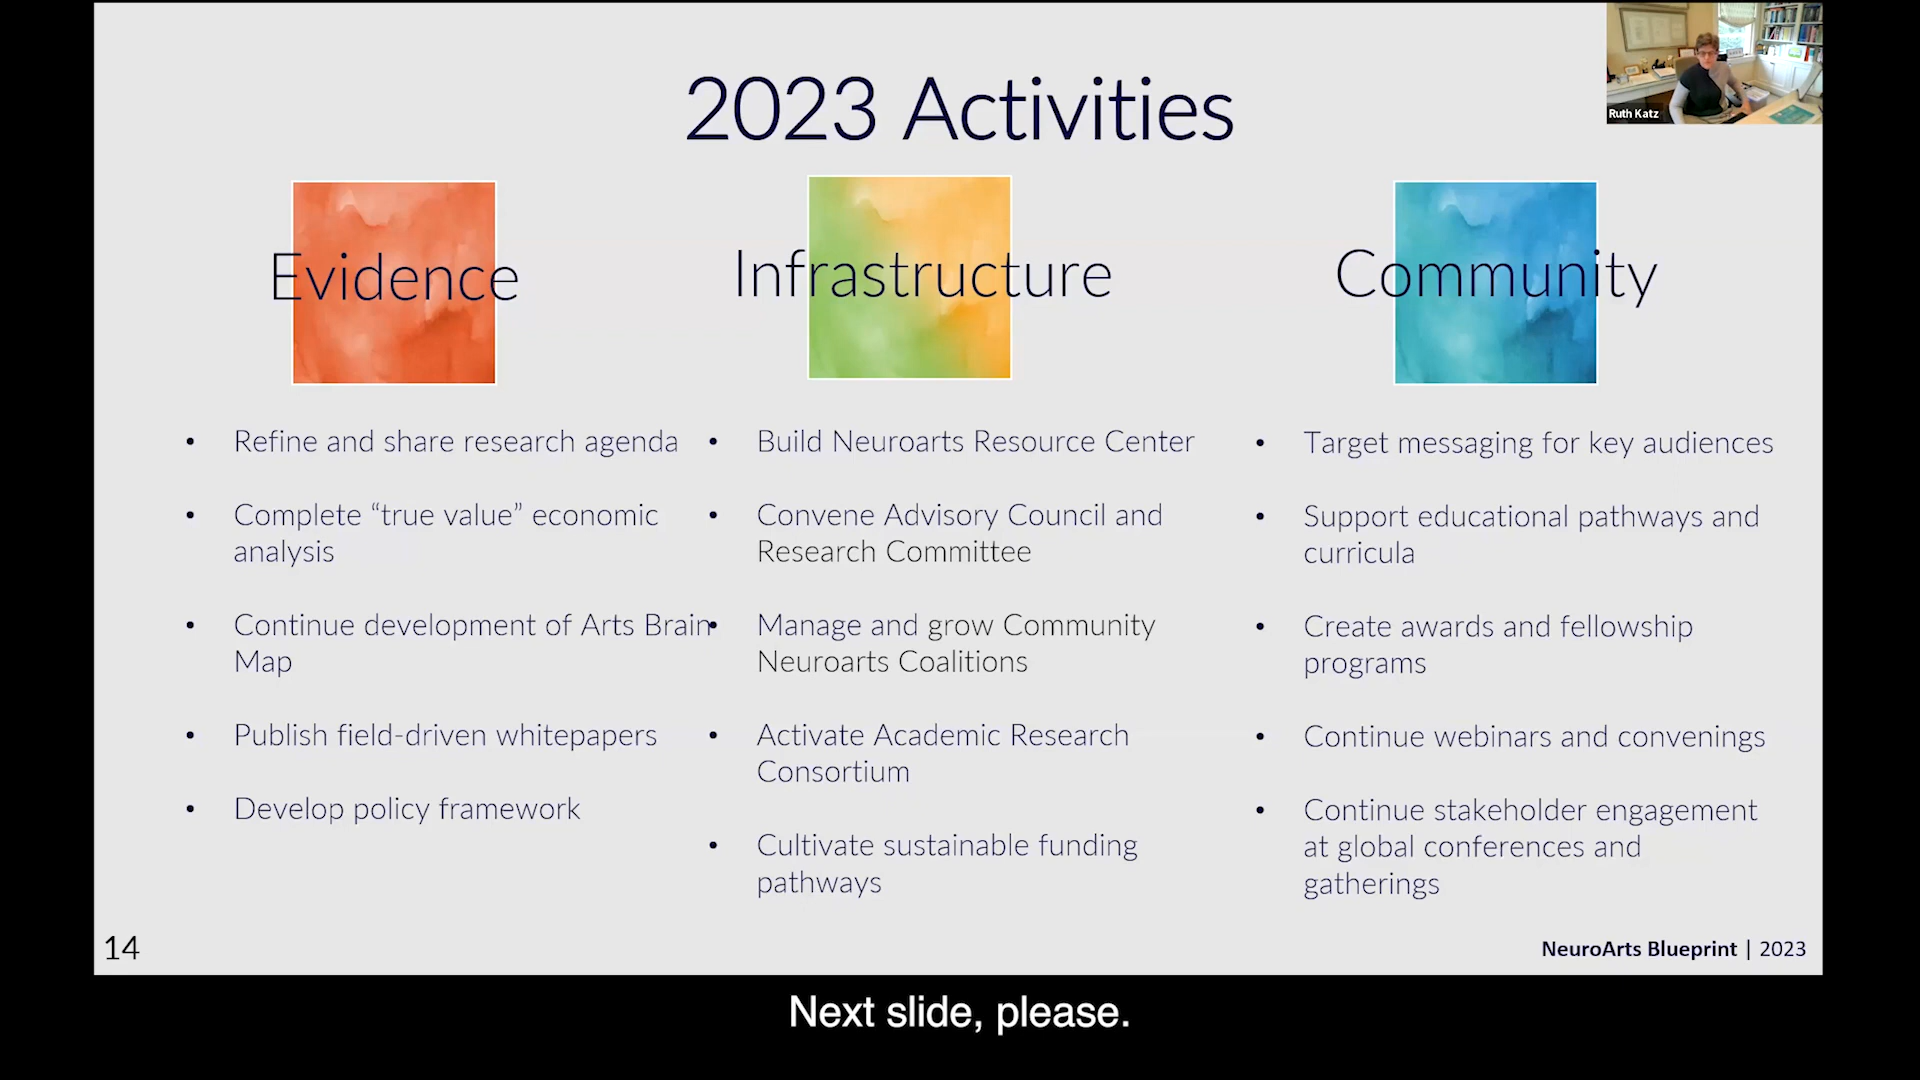 2023 Activities
Ruth Katz
Evidence
Refine and share research agenda
Complete “true value” economic
analysis
Continue development of Arts Brain
Map
Publish field-driven whitepapers
Develop policy framework
Infrastructure
Build Neuroarts Resource Center
Convene Advisory Council and
Research Committee
Manage and grow Community
Neuroarts Coalitions
Activate Academic Research
Consortium
Cultivate sustainable funding
pathways
Community
Target messaging for key audiences
Support educational pathways and
curricula
Create awards and fellowship
programs
Continue webinars and convenings
Continue stakeholder engagement
at global conferences and
gatherings
14
NeuroArts Blueprint | 2023
Next slide, please.